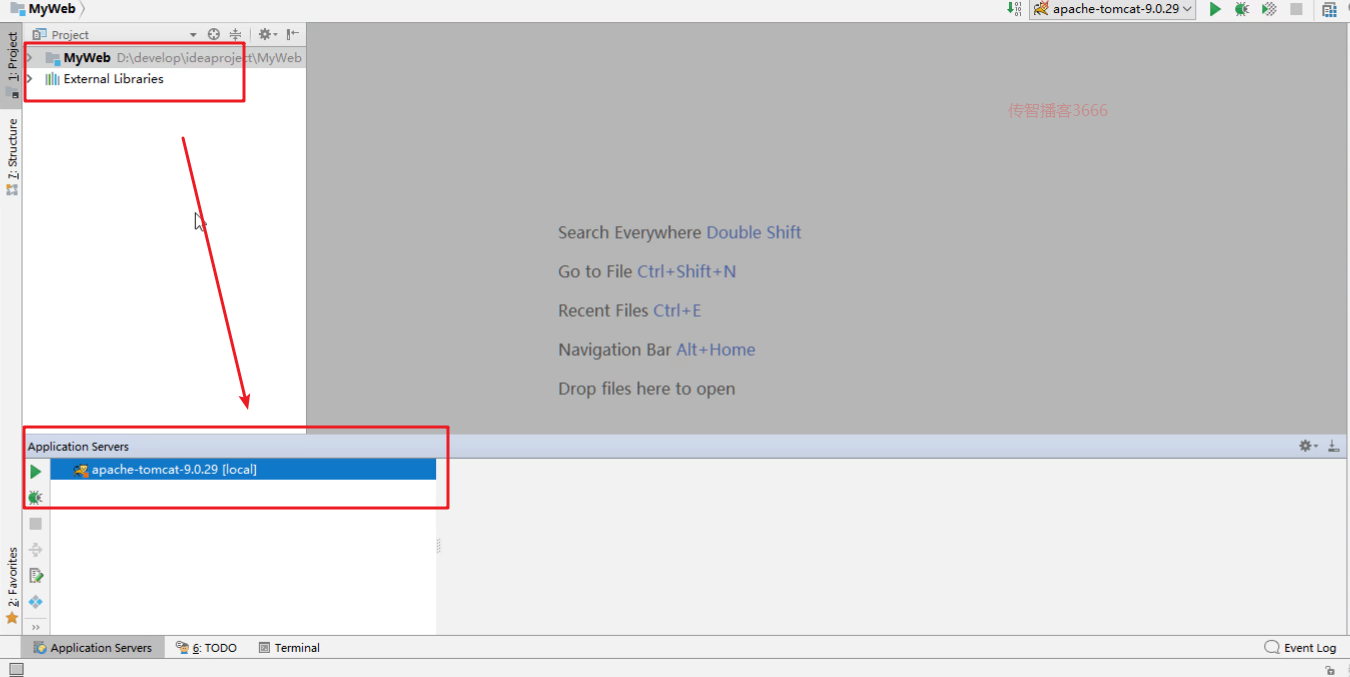 MyWeb
apache-tomcat-9.0.29
1: Project
Project
MyWeb D:\develop\ideaproject\MyWeb
External Libraries
传智播客3666
7: Structure
Search Everywhere Double Shift
Go to File Ctrl+Shift+N
Recent Files Ctrl+E
Navigation Bar Alt+Home
Drop files here to open
Application Servers
apache-tomcat-9.0.29 [local]
2: Favorites
Application Servers
6: TODO
Terminal
Event Log